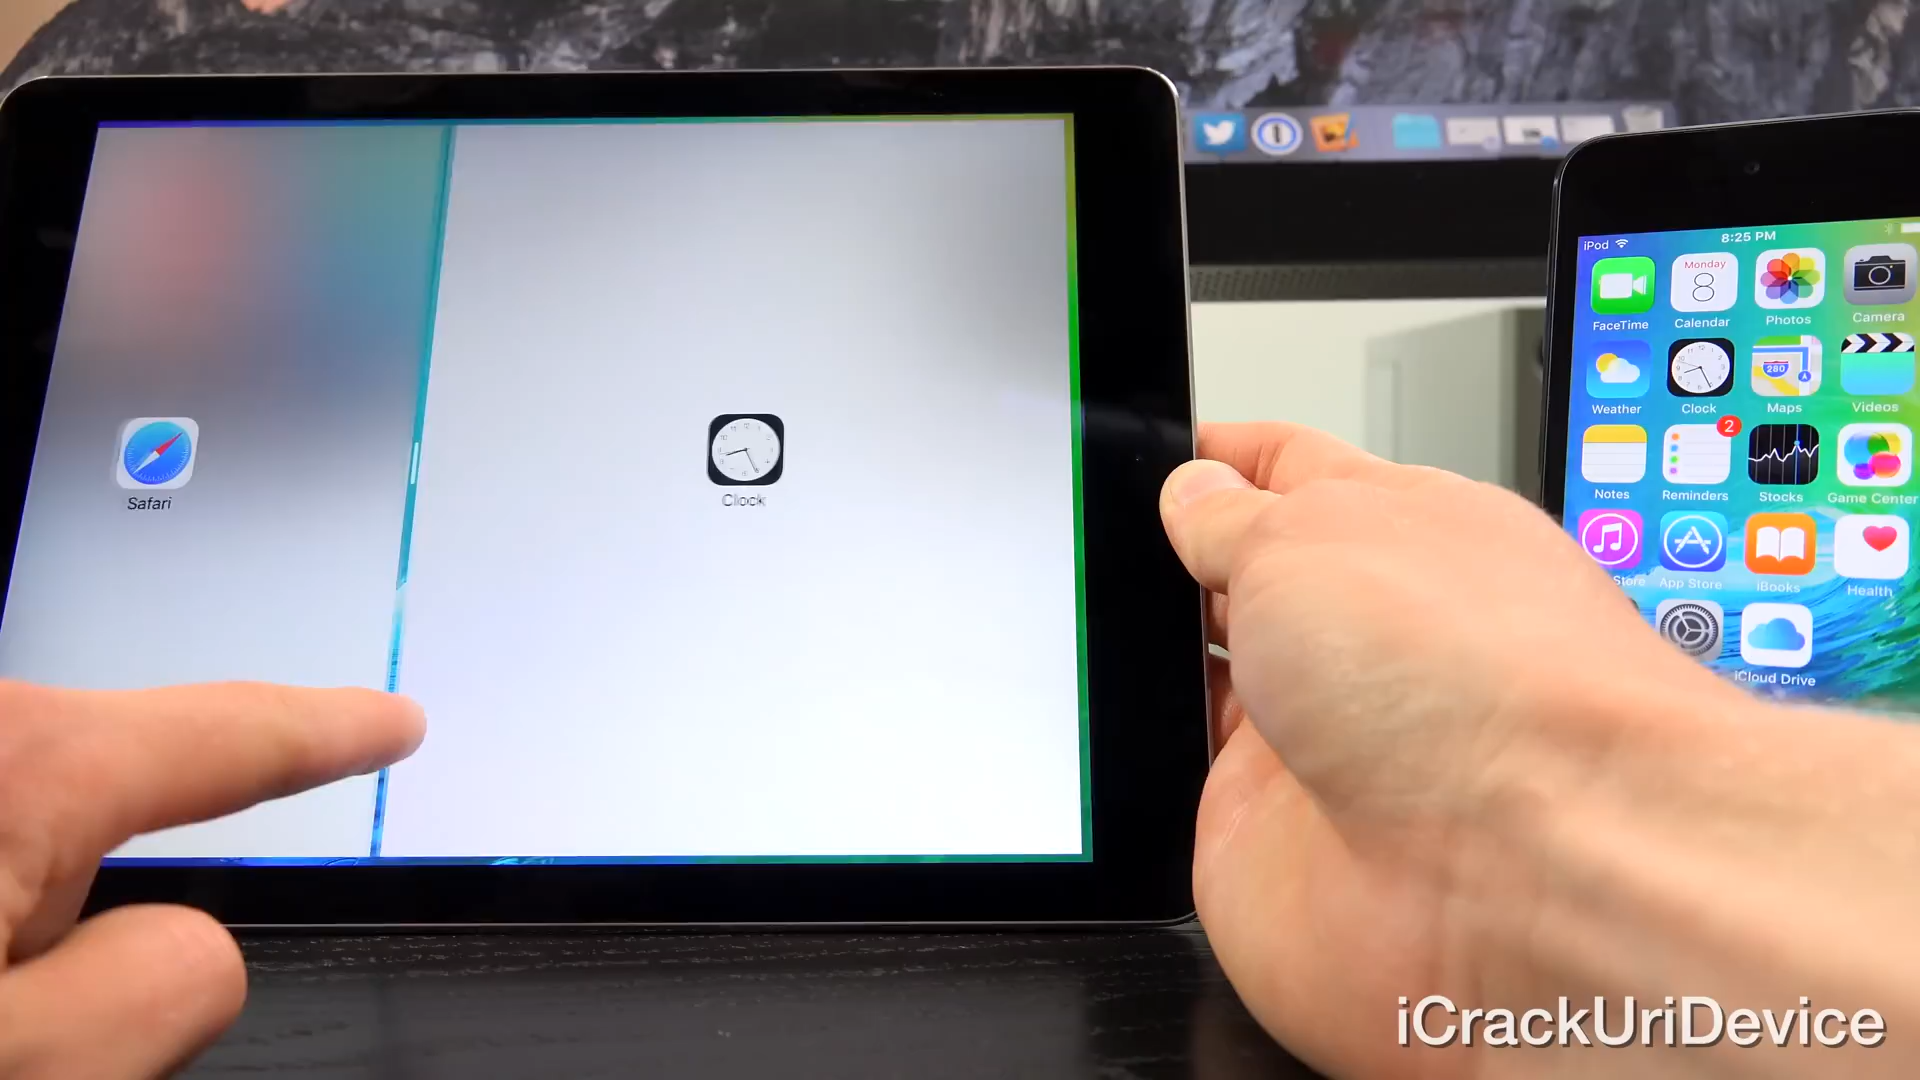 Safari
Clock
iPod
8:25 PM
Monday
8
FaceTime
Calendar
Photos
Camera
280
Weather
Clock
Maps
Videos
2
Notes
Reminders
Stocks
Game Center
Store
App Store
iBooks
Health
iCloud Drive
iCrackUriDevice